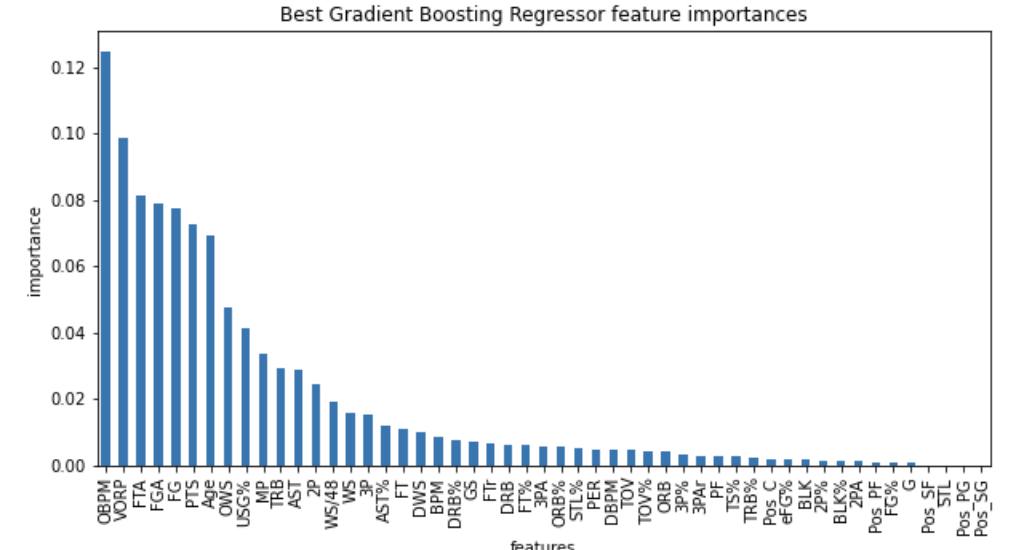 Best Gradient Boosting Regressor feature importances
0.12
0.10
0.08
0.06
0.04
0.02
0.00
importance
OBPM
VORP
FTA
FGA
FG
PTS
Age
OWS
USG%
MP
TRB
AST
2P
WS/48
WS
3P
AST%
FT
DWS
BPM
DRB%
GS
FTr
DRB
FT%
3PA
ORB%
STL%
PER
DBPM
TOV
TOV%
ORB
3P%
3PAr
PF
TS%
TRB%
Pos_C
eFG%
BLK
2P%
BLK%
2PA
Pos_PF
FG%
G
Pos_SF
STL
Pos_PG
Pos_SG
features